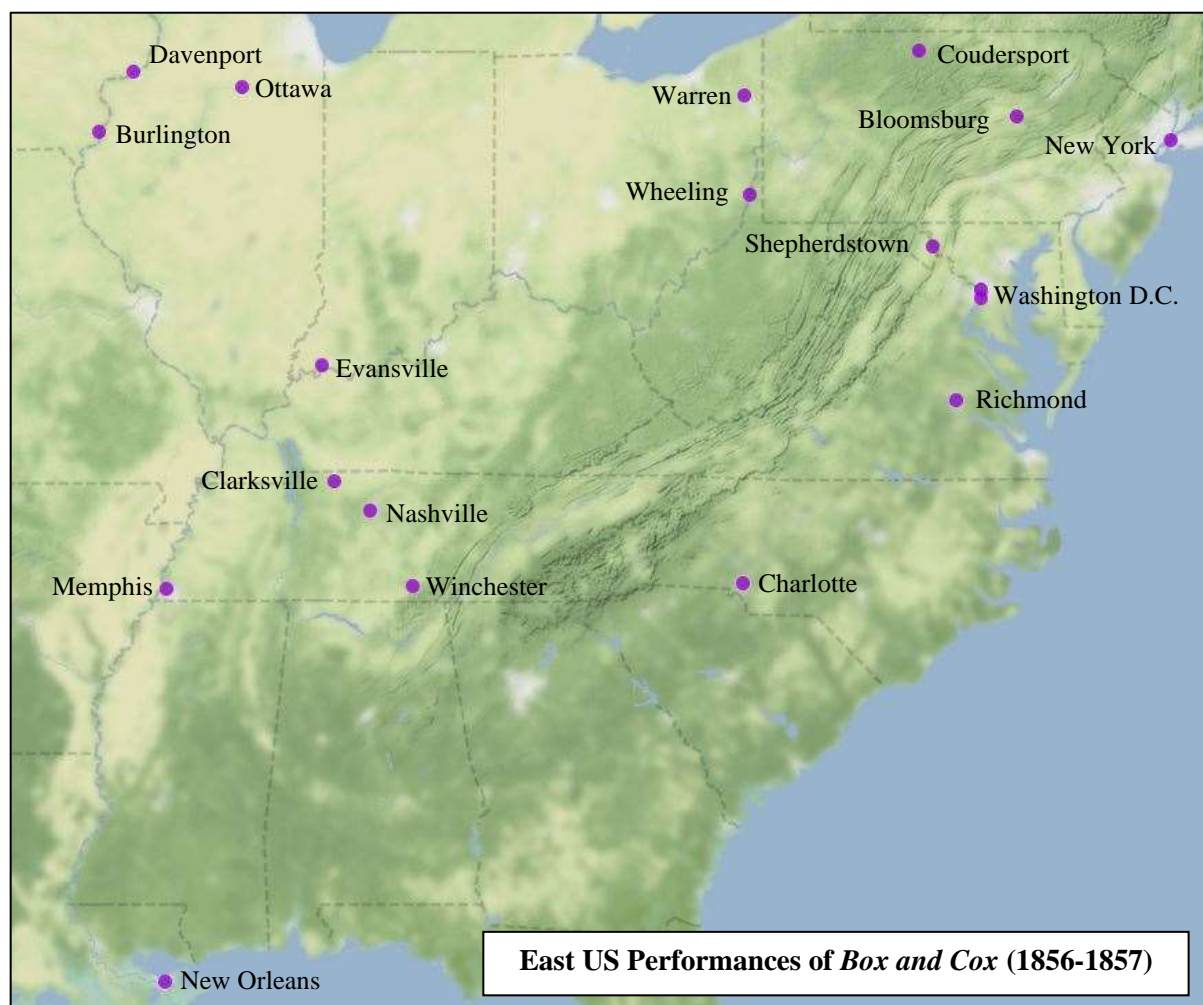 Davenport
Coudersport
Ottawa
Warren
Bloomsburg
Burlington
New York
Wheeling
Shepherdstown
Washington D.C.
Evansville
Richmond
Clarksville
Nashville
Memphis
Winchester
Charlotte
East US Performances of Box and Cox (1856-1857)
New Orleans